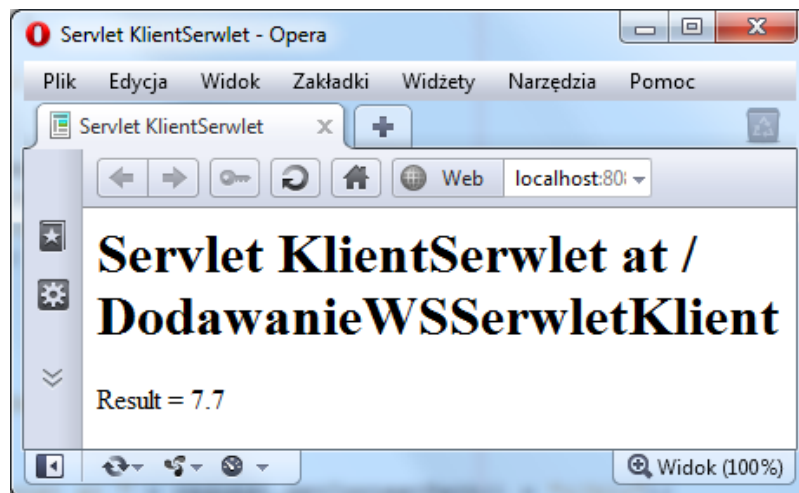 Servlet KlientSerwlet - Opera
Plik Edycja Widok Zakładki Widżety Narzędzia Pomoc
Servlet KlientSerwlet
Web localhost:808
Servlet KlientSerwlet at /
DodawanieWSSerwletKlient
Result = 7.7
Widok (100%)